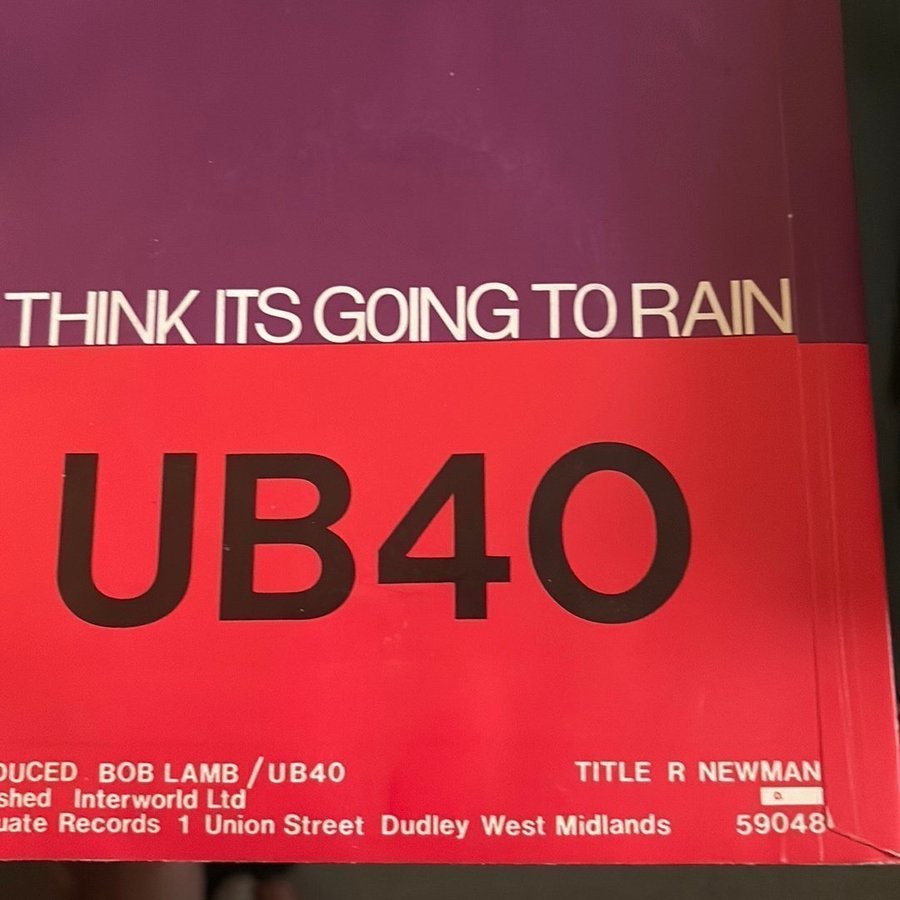 THINK ITS GOING TO RAIN
UB40
DUCED BOB LAMB / UB40 TITLE R NEWMAN
shed Interworld Ltd
uate Records 1 Union Street Dudley West Midlands 59048